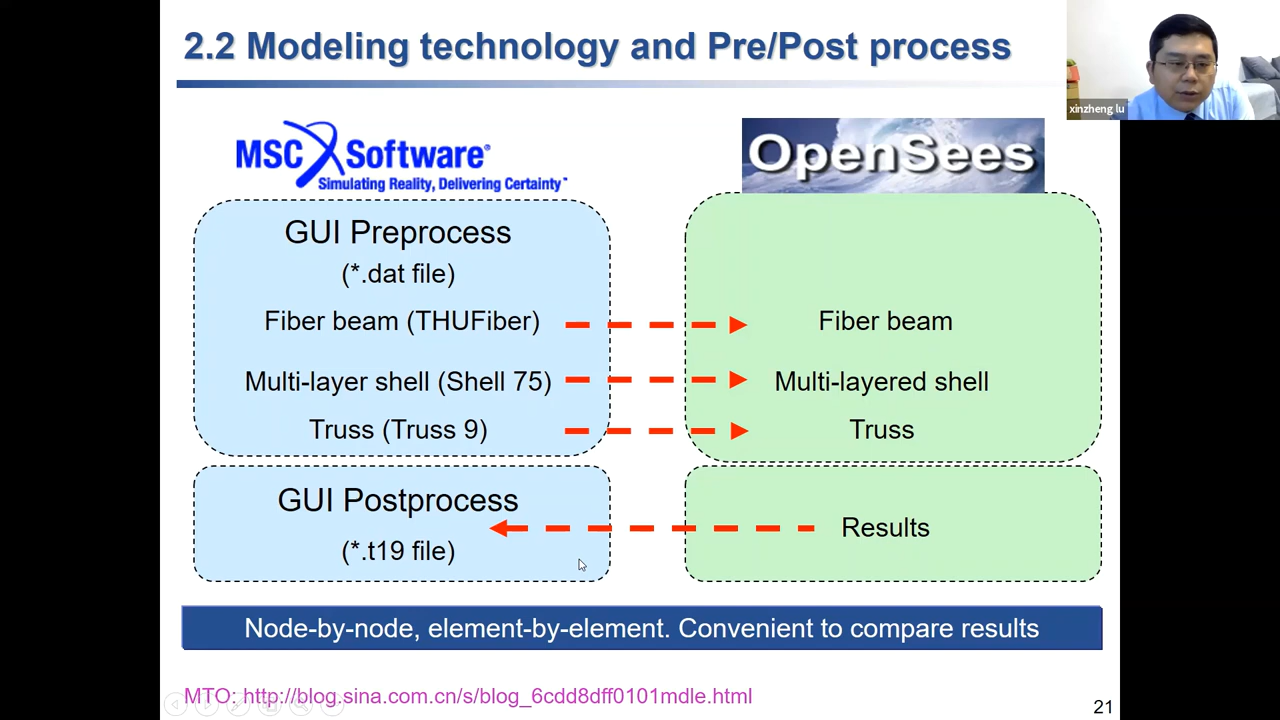 2.2 Modeling technology and Pre/Post process
xinzheng lu
MSC Software®
Simulating Reality, Delivering Certainty™
OpenSees
GUI Preprocess
(*.dat file)
Fiber beam (THUFiber)
Fiber beam
Multi-layer shell (Shell 75)
Multi-layered shell
Truss (Truss 9)
Truss
GUI Postprocess
(*.t19 file)
Results
Node-by-node, element-by-element. Convenient to compare results
MTO: http://blog.sina.com.cn/s/blog_6cdd8dff0101mdle.html
21